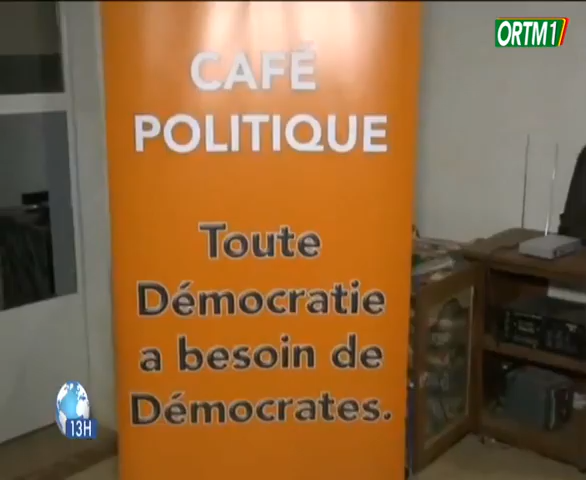 ORTM1
CAFÉ
POLITIQUE
Toute
Démocratie
a besoin de
Démocrates.
13H